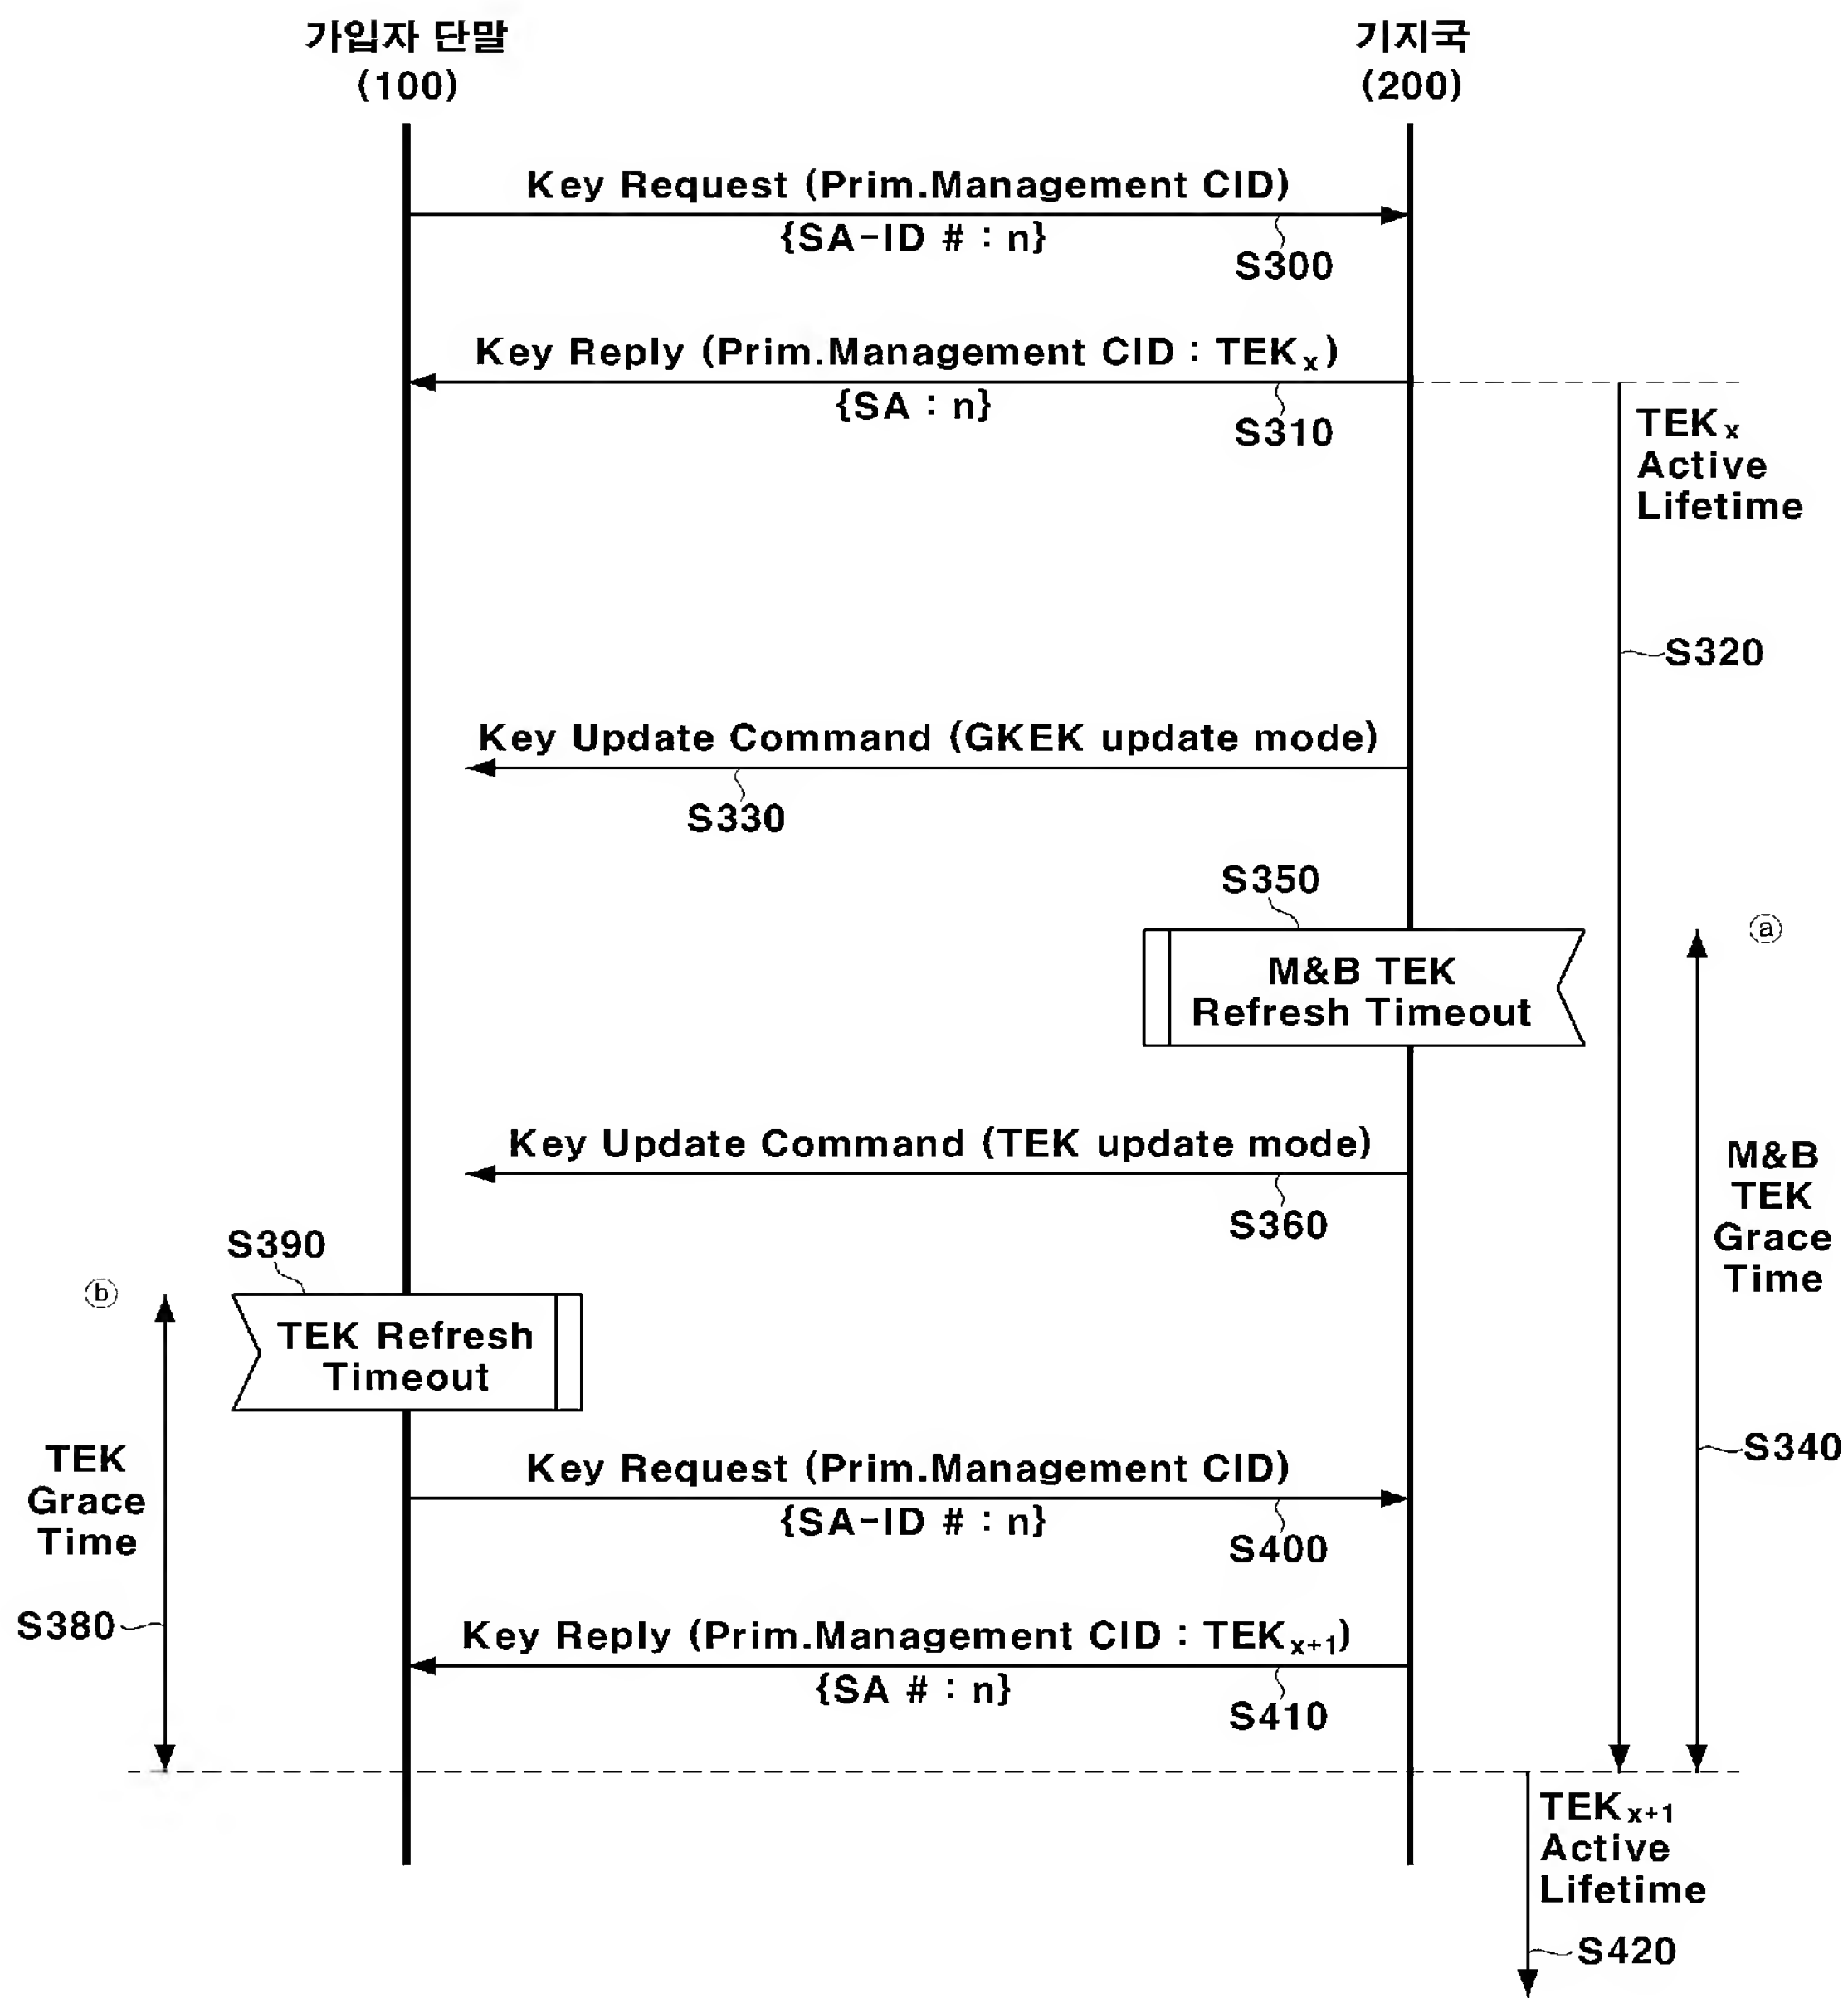 가입자 단말
(100)
기지국
(200)
Key Request (Prim.Management CID)
{SA-ID # : n}
S300
Key Reply (Prim.Management CID : TEKx)
{SA : n}
S310
TEKx
Active
Lifetime
S320
Key Update Command (GKEK update mode)
S330
S350
ⓐ
M&B TEK
Refresh Timeout
Key Update Command (TEK update mode)
S360
M&B
TEK
Grace
Time
S390
ⓑ
TEK Refresh
Timeout
S340
TEK
Grace
Time
Key Request (Prim.Management CID)
{SA-ID # : n}
S400
S380
Key Reply (Prim.Management CID : TEKx+1)
{SA # : n}
S410
TEKx+1
Active
Lifetime
S420